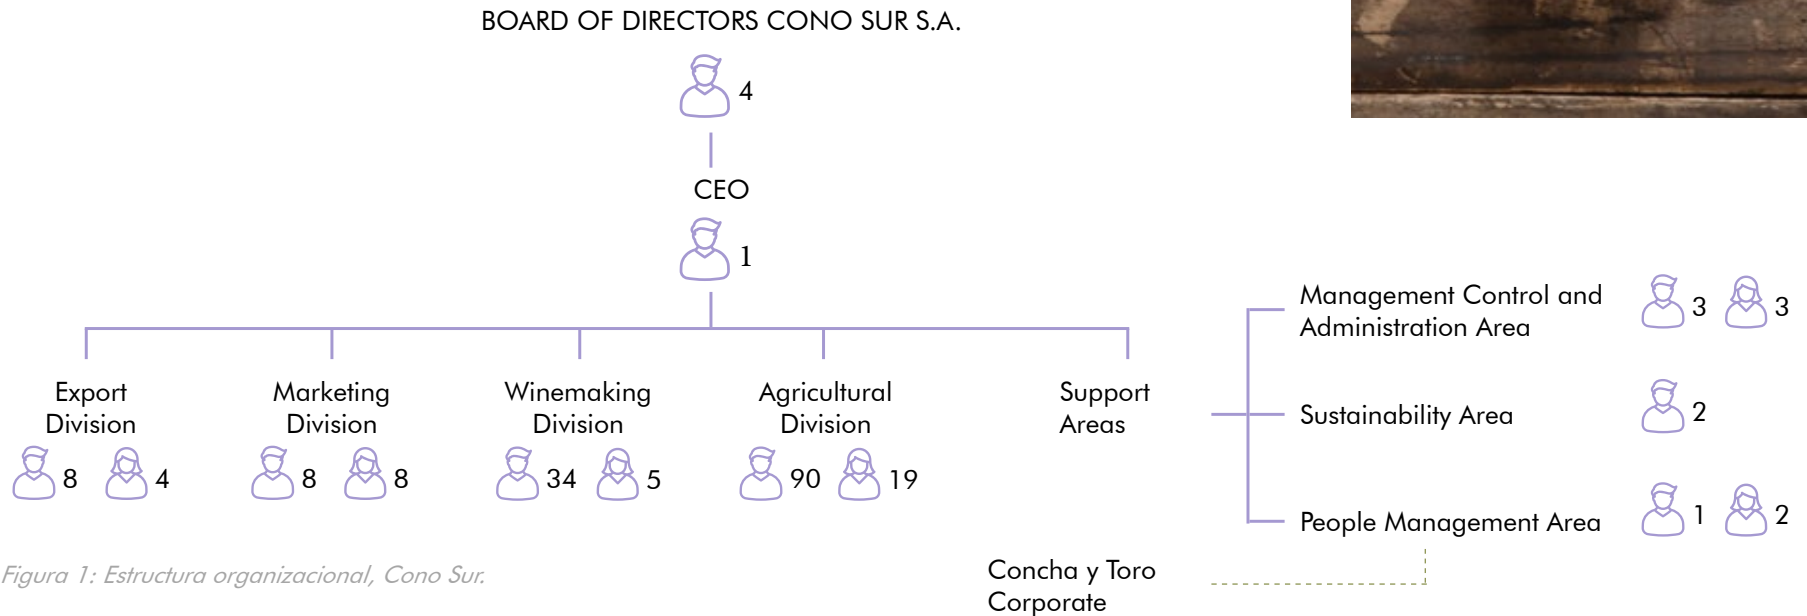 BOARD OF DIRECTORS CONO SUR S.A.
4
CEO
1
Export
Division
8 4
Marketing
Division
8 8
Winemaking
Division
34 5
Agricultural
Division
90 19
Support
Areas
Management Control and
Administration Area
3 3
Sustainability Area
2
People Management Area
1 2
Concha y Toro
Corporate
Figura 1: Estructura organizacional, Cono Sur.